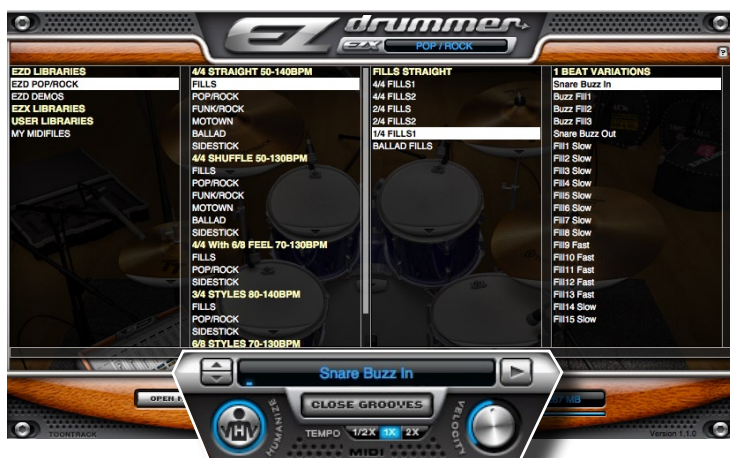 EZ drummer
EZX POP / ROCK
?
EZD LIBRARIES
EZD POP/ROCK
EZD DEMOS
EZX LIBRARIES
USER LIBRARIES
MY MIDIFILES
4/4 STRAIGHT 50-140BPM
FILLS
POP/ROCK
FUNK/ROCK
MOTOWN
BALLAD
SIDESTICK
4/4 SHUFFLE 50-130BPM
FILLS
POP/ROCK
FUNK/ROCK
MOTOWN
BALLAD
SIDESTICK
4/4 With 6/8 FEEL 70-130BPM
FILLS
POP/ROCK
SIDESTICK
3/4 STYLES 80-140BPM
FILLS
POP/ROCK
SIDESTICK
6/8 STYLES 70-130BPM
FILLS STRAIGHT
4/4 FILLS1
4/4 FILLS2
2/4 FILLS
2/4 FILLS2
1/4 FILLS1
BALLAD FILLS
1 BEAT VARIATIONS
Snare Buzz In
Buzz Fill1
Buzz Fill2
Buzz Fill3
Snare Buzz Out
Fill1 Slow
Fill2 Slow
Fill3 Slow
Fill4 Slow
Fill5 Slow
Fill6 Slow
Fill7 Slow
Fill8 Slow
Fill9 Fast
Fill10 Fast
Fill11 Fast
Fill12 Fast
Fill13 Fast
Fill14 Slow
Fill15 Slow
Snare Buzz In
OPEN
CLOSE GROOVES
MB
VHV
HUMANIZE
TEMPO 1/2X 1X 2X
VELOCITY
MIDI
TOONTRACK
Version 1.1.0